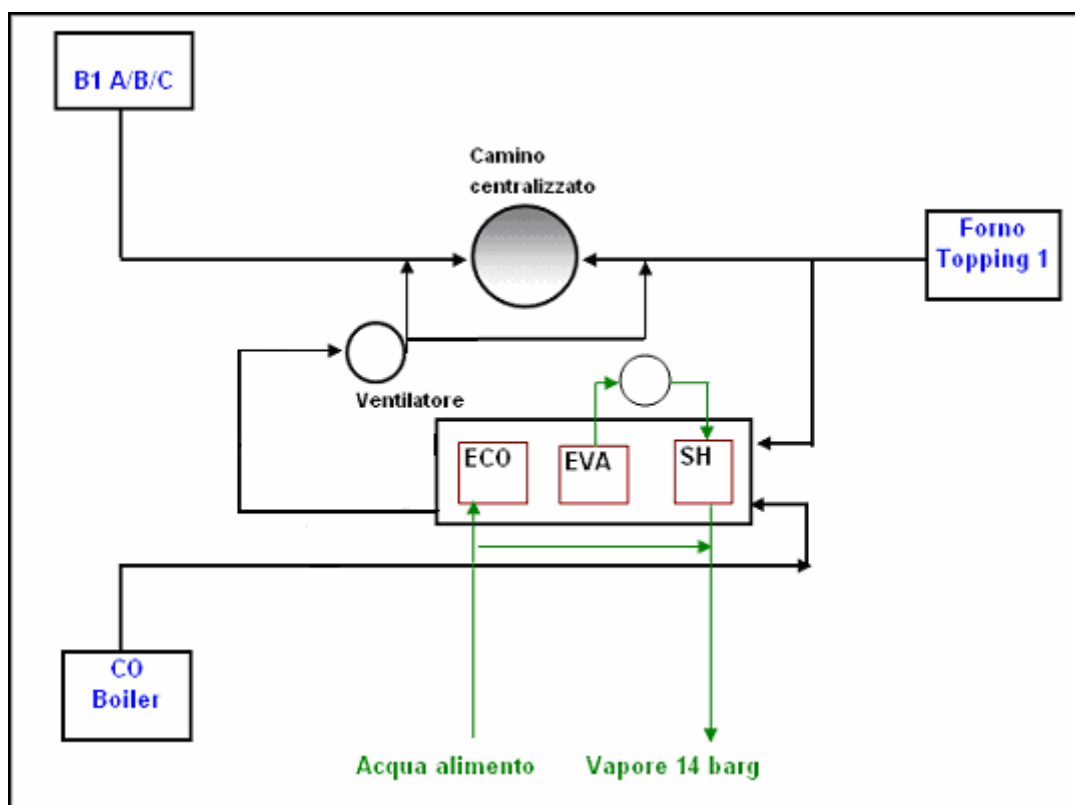 B1 A/B/C
Camino
centralizzato
Forno
Topping 1
Ventilatore
ECO
EVA
SH
CO
Boiler
Acqua alimento
Vapore 14 barg